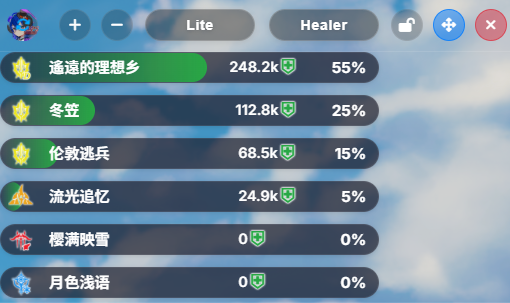 + − Lite Healer ×
遙遠的理想乡 248.2k 55%
冬笠 112.8k 25%
伦敦逃兵 68.5k 15%
流光追忆 24.9k 5%
樱满映雪 0 0%
月色浅语 0 0%